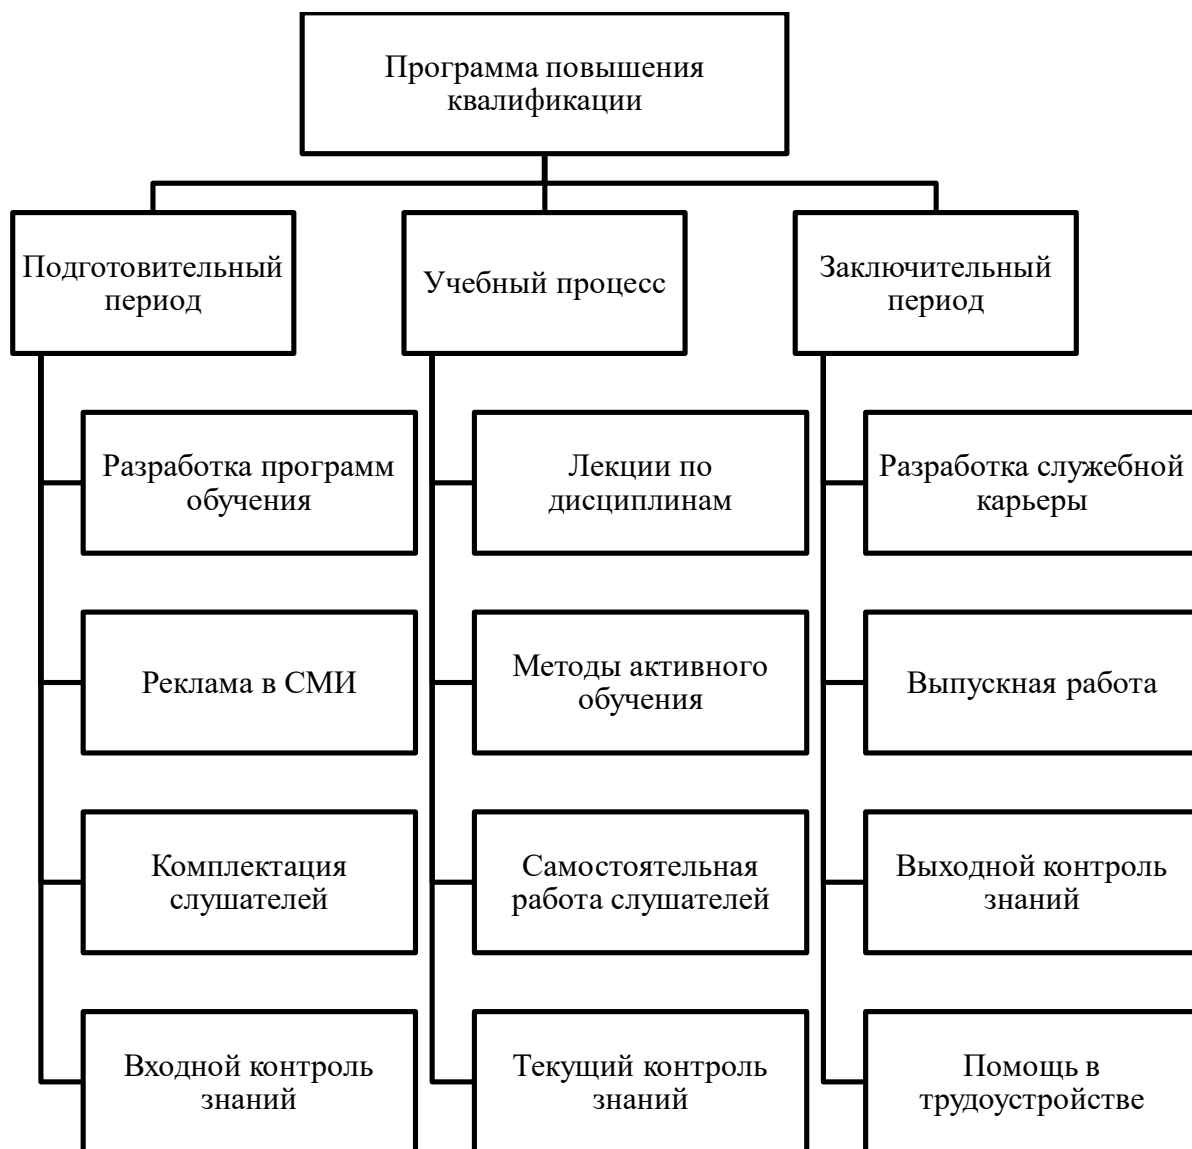 Программа повышения
квалификации
Подготовительный
период
Учебный процесс
Заключительный
период
Разработка программ
обучения
Лекции по
дисциплинам
Разработка служебной
карьеры
Реклама в СМИ
Методы активного
обучения
Выпускная работа
Комплектация
слушателей
Самостоятельная
работа слушателей
Выходной контроль
знаний
Входной контроль
знаний
Текущий контроль
знаний
Помощь в
трудоустройстве